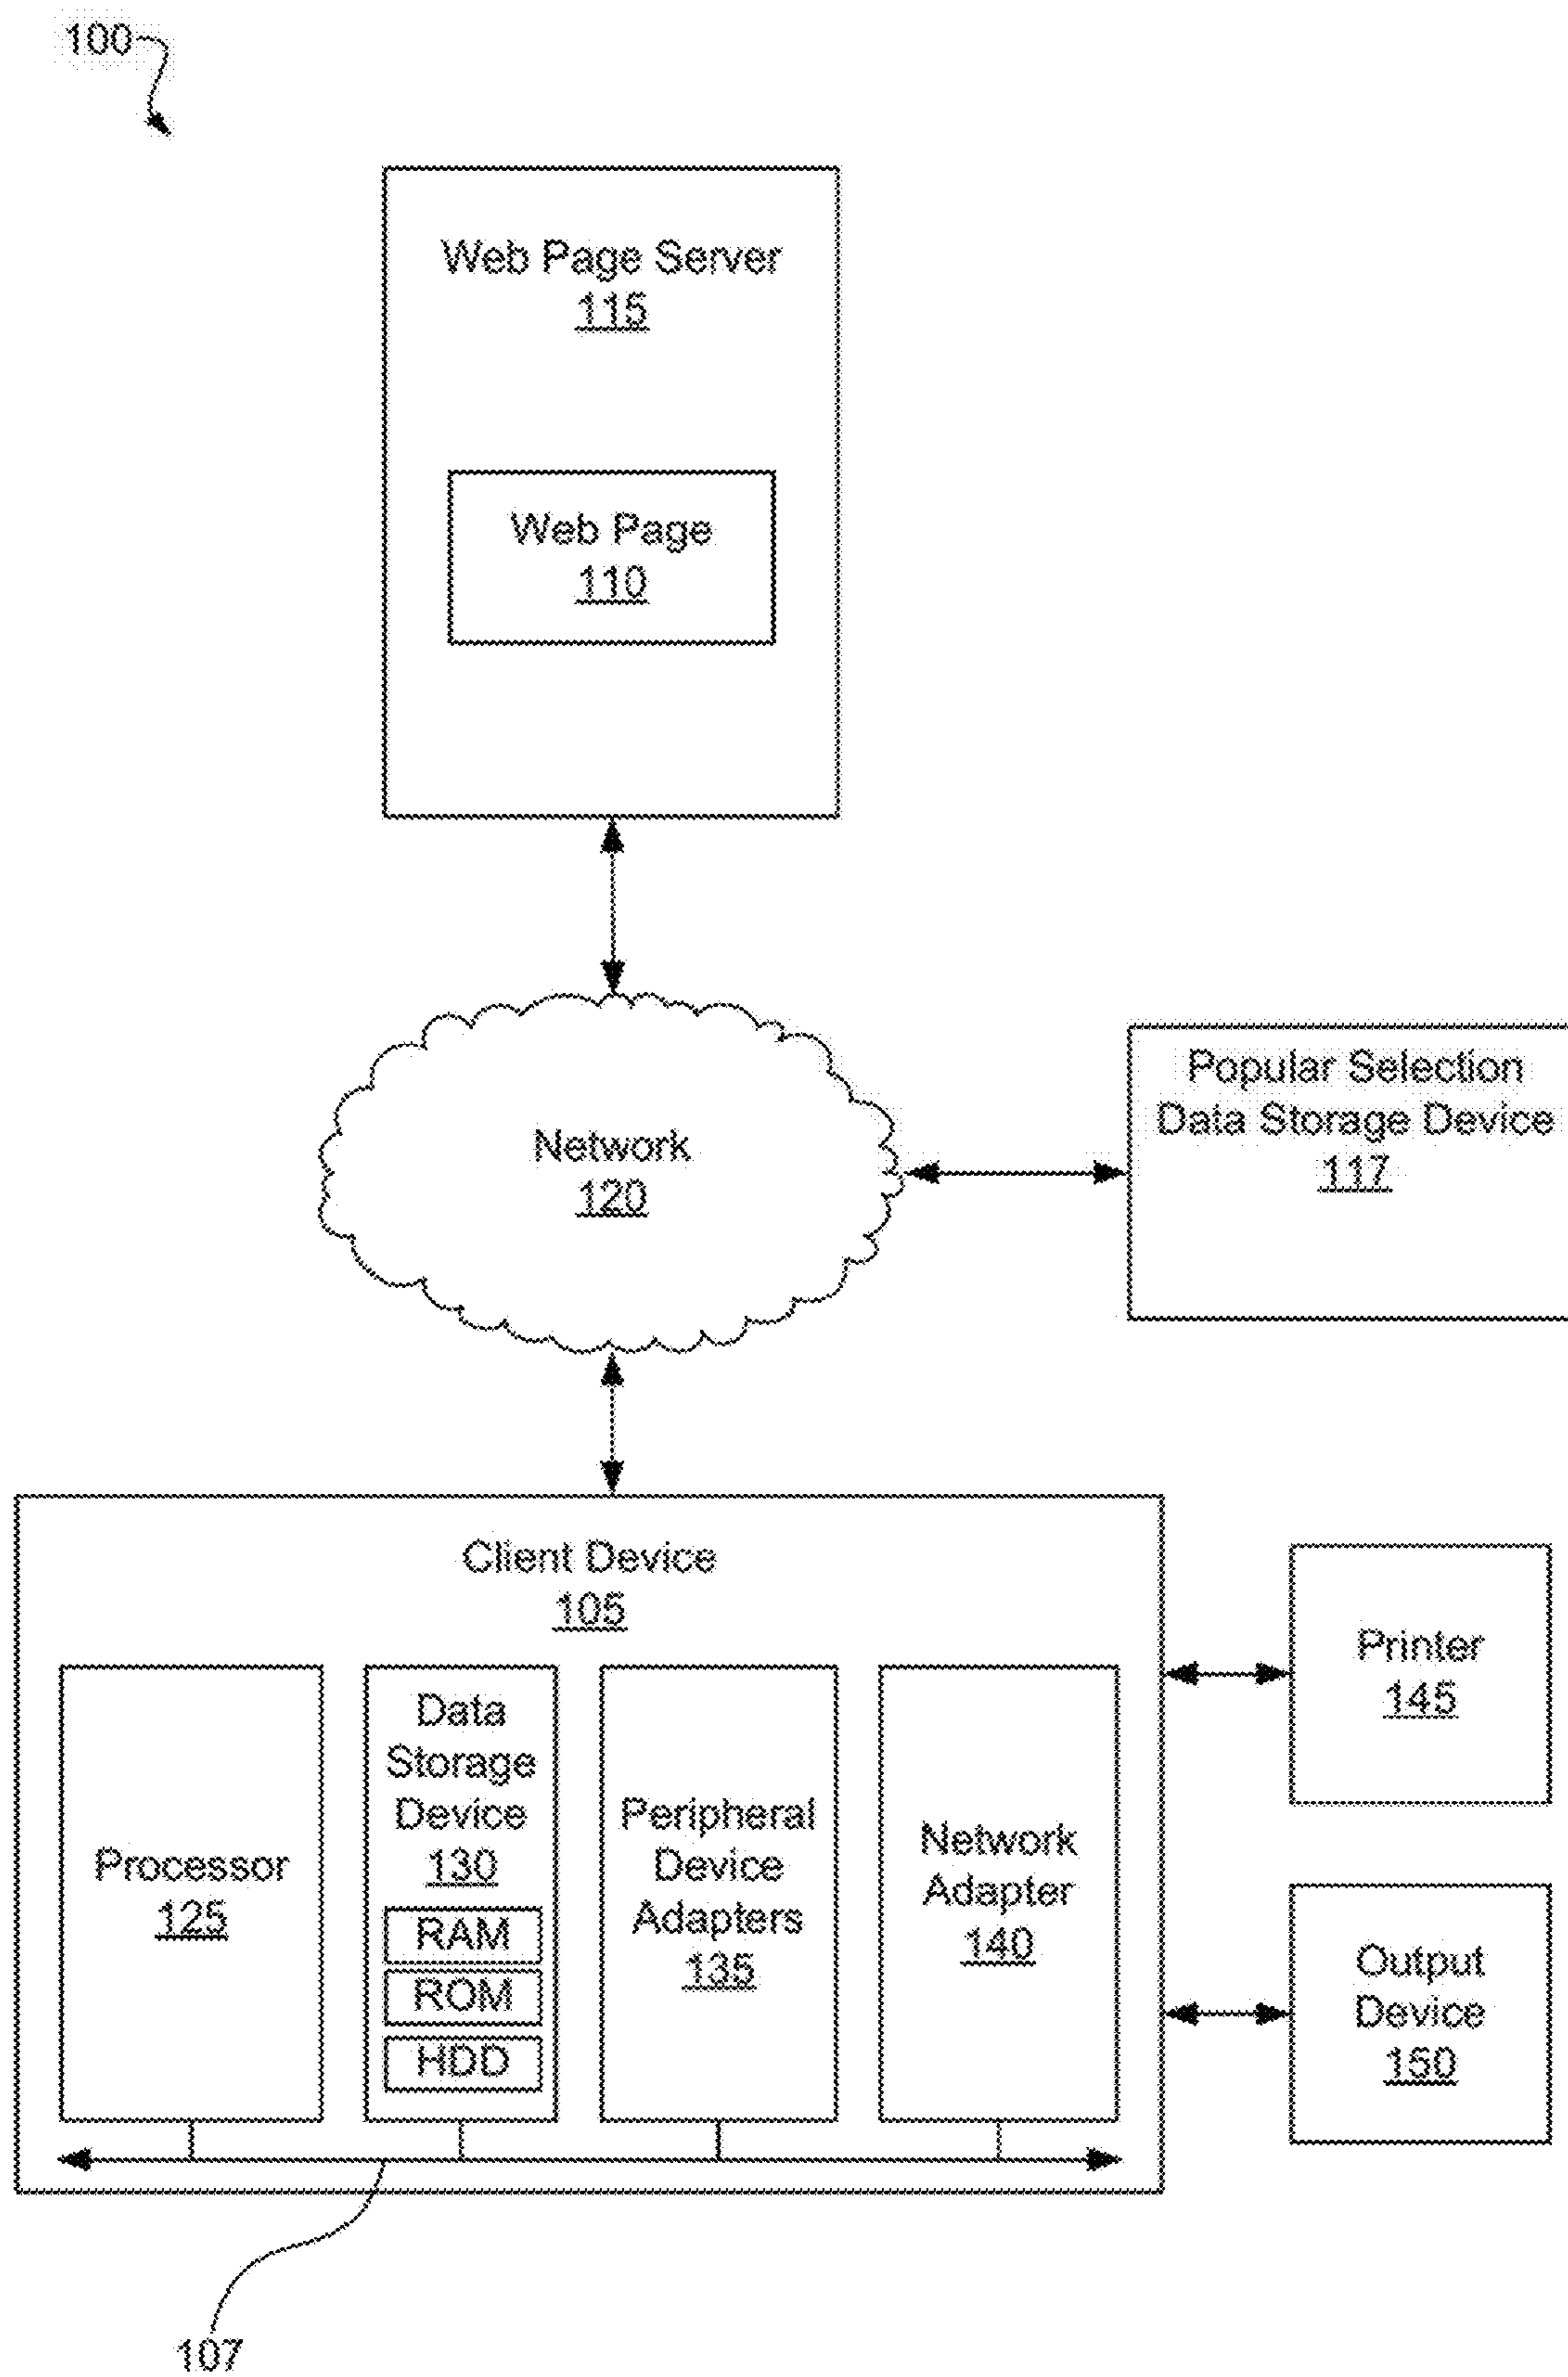 100
Web Page Server
115
Web Page
110
Network
120
Popular Selection
Data Storage Device
117
Client Device
105
Processor
125
Data
Storage
Device
130
RAM
ROM
HDD
Peripheral
Device
Adapters
135
Network
Adapter
140
Printer
145
Output
Device
150
107